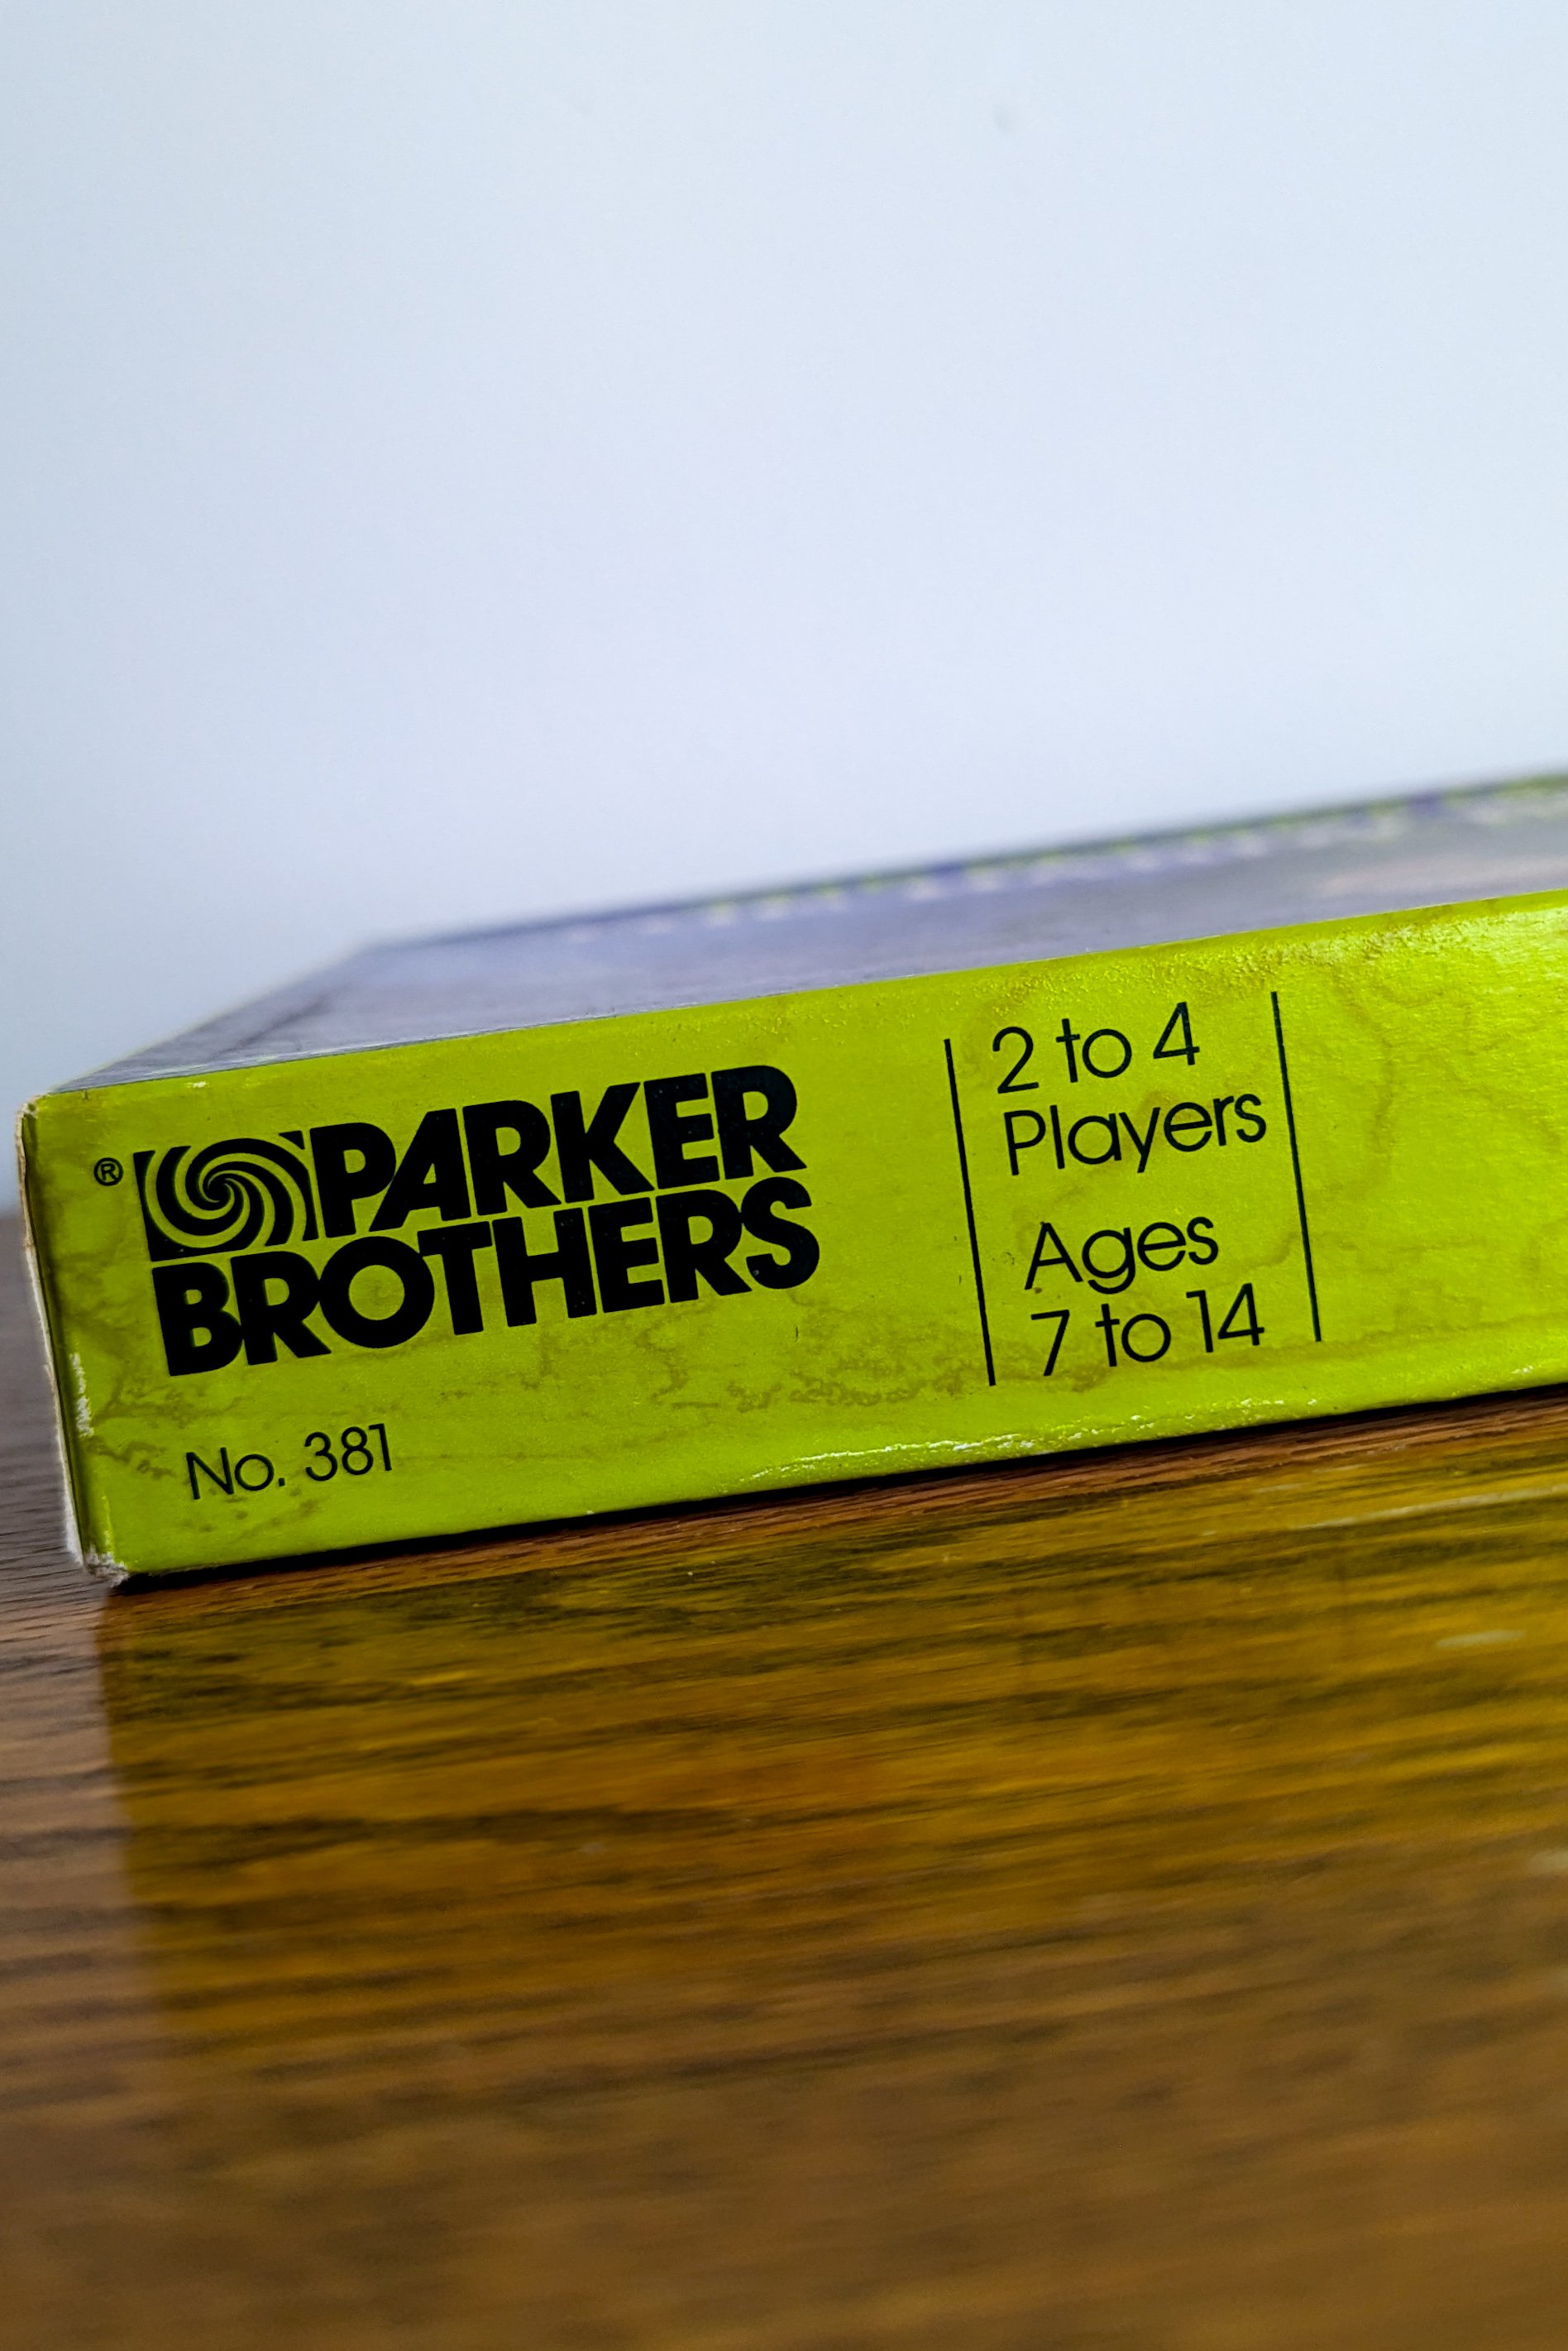 ® PARKER
BROTHERS
No. 381
2 to 4
Players
Ages
7 to 14